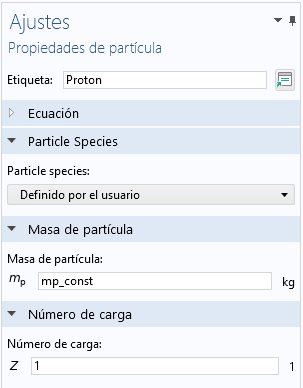 Ajustes
Propiedades de partícula
Etiqueta: Proton
Ecuación
Particle Species
Particle species:
Definido por el usuario
Masa de partícula
Masa de partícula:
mp mp_const kg
Número de carga
Número de carga:
Z 1 1